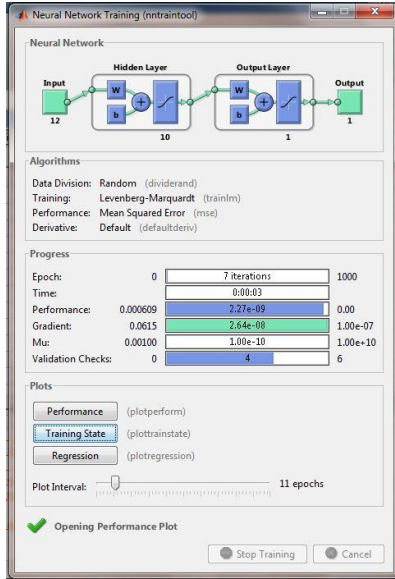 Neural Network Training (nntraintool)
Neural Network
Hidden Layer Output Layer
Input Output
W W
b b
12 10 1 1
Algorithms
Data Division: Random (dividerand)
Training: Levenberg-Marquardt (trainlm)
Performance: Mean Squared Error (mse)
Derivative: Default (defaultderiv)
Progress
Epoch: 0 7 iterations 1000
Time: 0:00:03
Performance: 0.000609 2.27e-09 0.00
Gradient: 0.0615 2.64e-08 1.00e-07
Mu: 0.00100 1.00e-10 1.00e+10
Validation Checks: 0 4 6
Plots
Performance (plotperform)
Training State (plottrainstate)
Regression (plotregression)
Plot Interval: 11 epochs
Opening Performance Plot
Stop Training Cancel